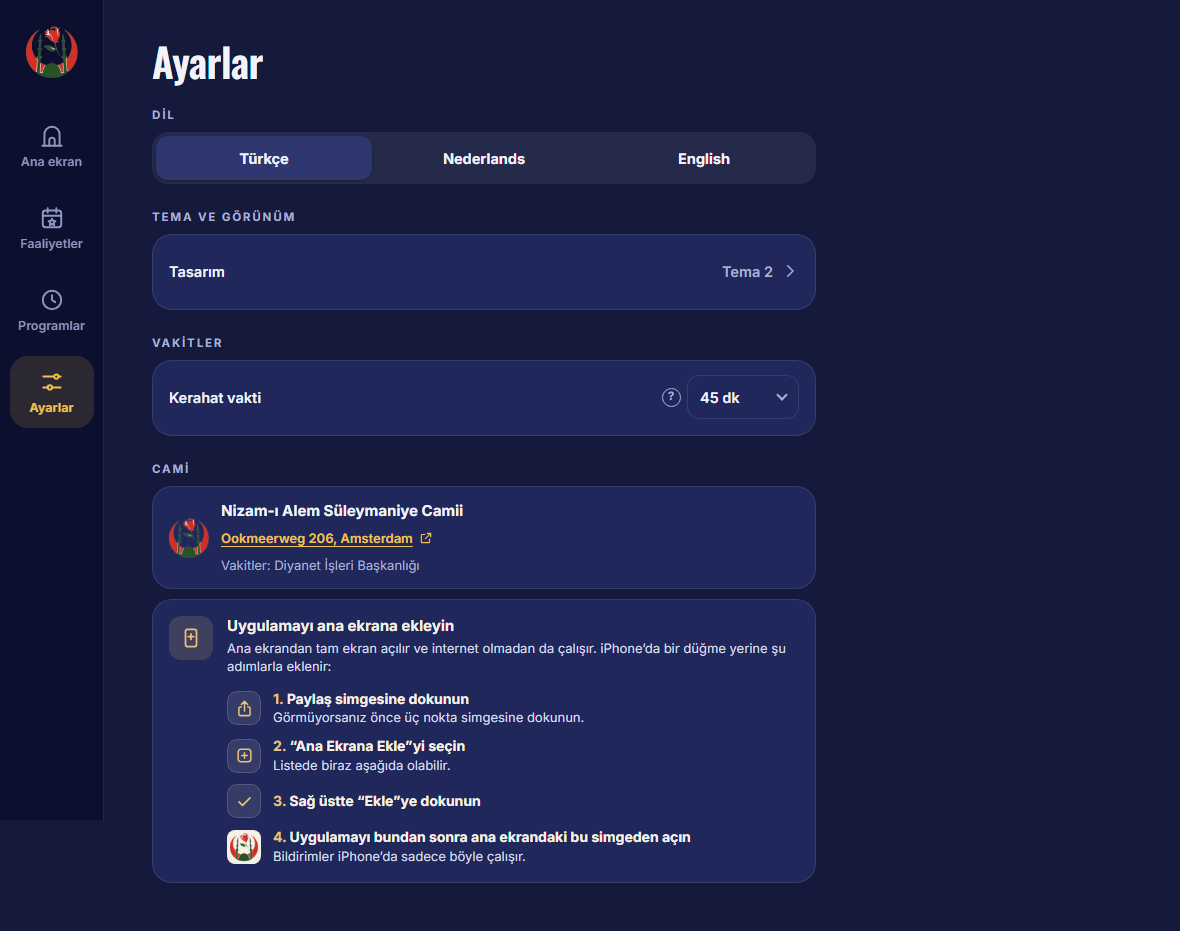 Ayarlar
DİL
Türkçe
Nederlands
English
TEMA VE GÖRÜNÜM
Tasarım
Tema 2
VAKİTLER
Kerahat vakti
?
45 dk
CAMİ
Nizam-ı Alem Süleymaniye Camii
Ookmeerweg 206, Amsterdam
Vakitler: Diyanet İşleri Başkanlığı
Uygulamayı ana ekrana ekleyin
Ana ekrandan tam ekran açılır ve internet olmadan da çalışır. iPhone’da bir düğme yerine şu
adımlarla eklenir:
1. Paylaş simgesine dokunun
Görmüyorsanız önce üç nokta simgesine dokunun.
2. “Ana Ekrana Ekle”yi seçin
Listede biraz aşağıda olabilir.
3. Sağ üstte “Ekle”ye dokunun
4. Uygulamayı bundan sonra ana ekrandaki bu simgeden açın
Bildirimler iPhone’da sadece böyle çalışır.
Ana ekran
Faaliyetler
Programlar
Ayarlar